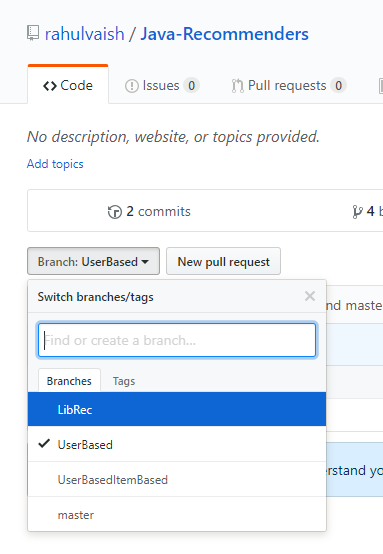 rahulvaish / Java-Recommenders
Code Issues 0 Pull requests 0
No description, website, or topics provided.
Add topics
2 commits 4
Branch: UserBased New pull request
Switch branches/tags
nd master
Find or create a branch...
Branches Tags
LibRec
UserBased
UserBasedItemBased
erstand yo
master